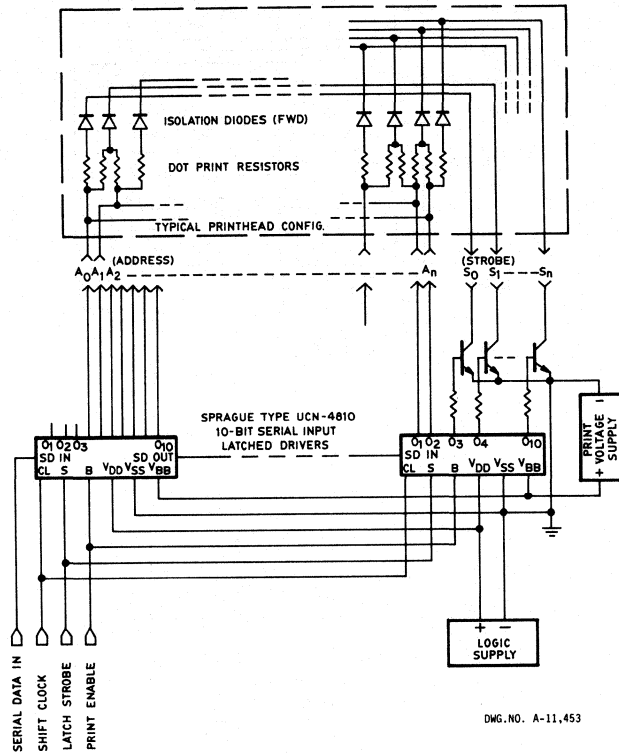 ISOLATION DIODES (FWD)
DOT PRINT RESISTORS
TYPICAL PRINTHEAD CONFIG.
(ADDRESS)
A0 A1 A2
An
(STROBE)
S0 S1 Sn
SPRAGUE TYPE UCN-4810
10-BIT SERIAL INPUT
LATCHED DRIVERS
O1 O2 O3 O10
SD IN SD OUT
CL S B VDD VSS VBB
O1 O2 O3 O4 O10
SD IN
CL S B VDD VSS VBB
PRINT
VOLTAGE
SUPPLY
- +
+ -
LOGIC
SUPPLY
SERIAL DATA IN
SHIFT CLOCK
LATCH STROBE
PRINT ENABLE
DWG.NO. A-11,453